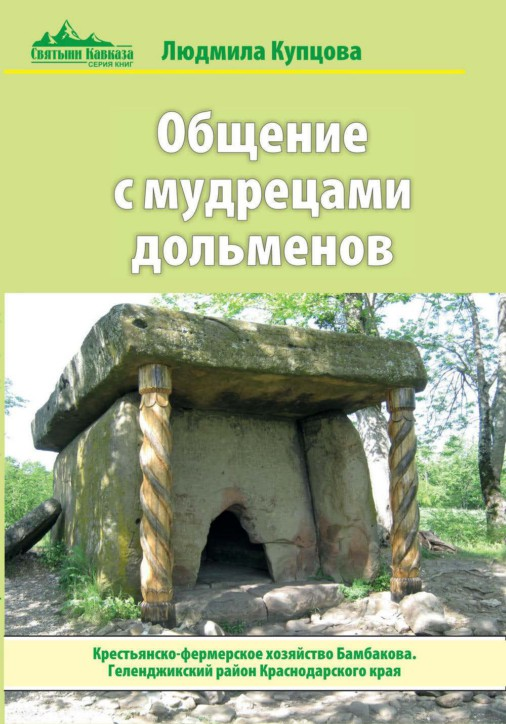 Святыни Кавказа
СЕРИЯ КНИГ
Людмила Купцова
Общение
с мудрецами
дольменов
Крестьянско-фермерское хозяйство Бамбакова.
Геленджикский район Краснодарского края